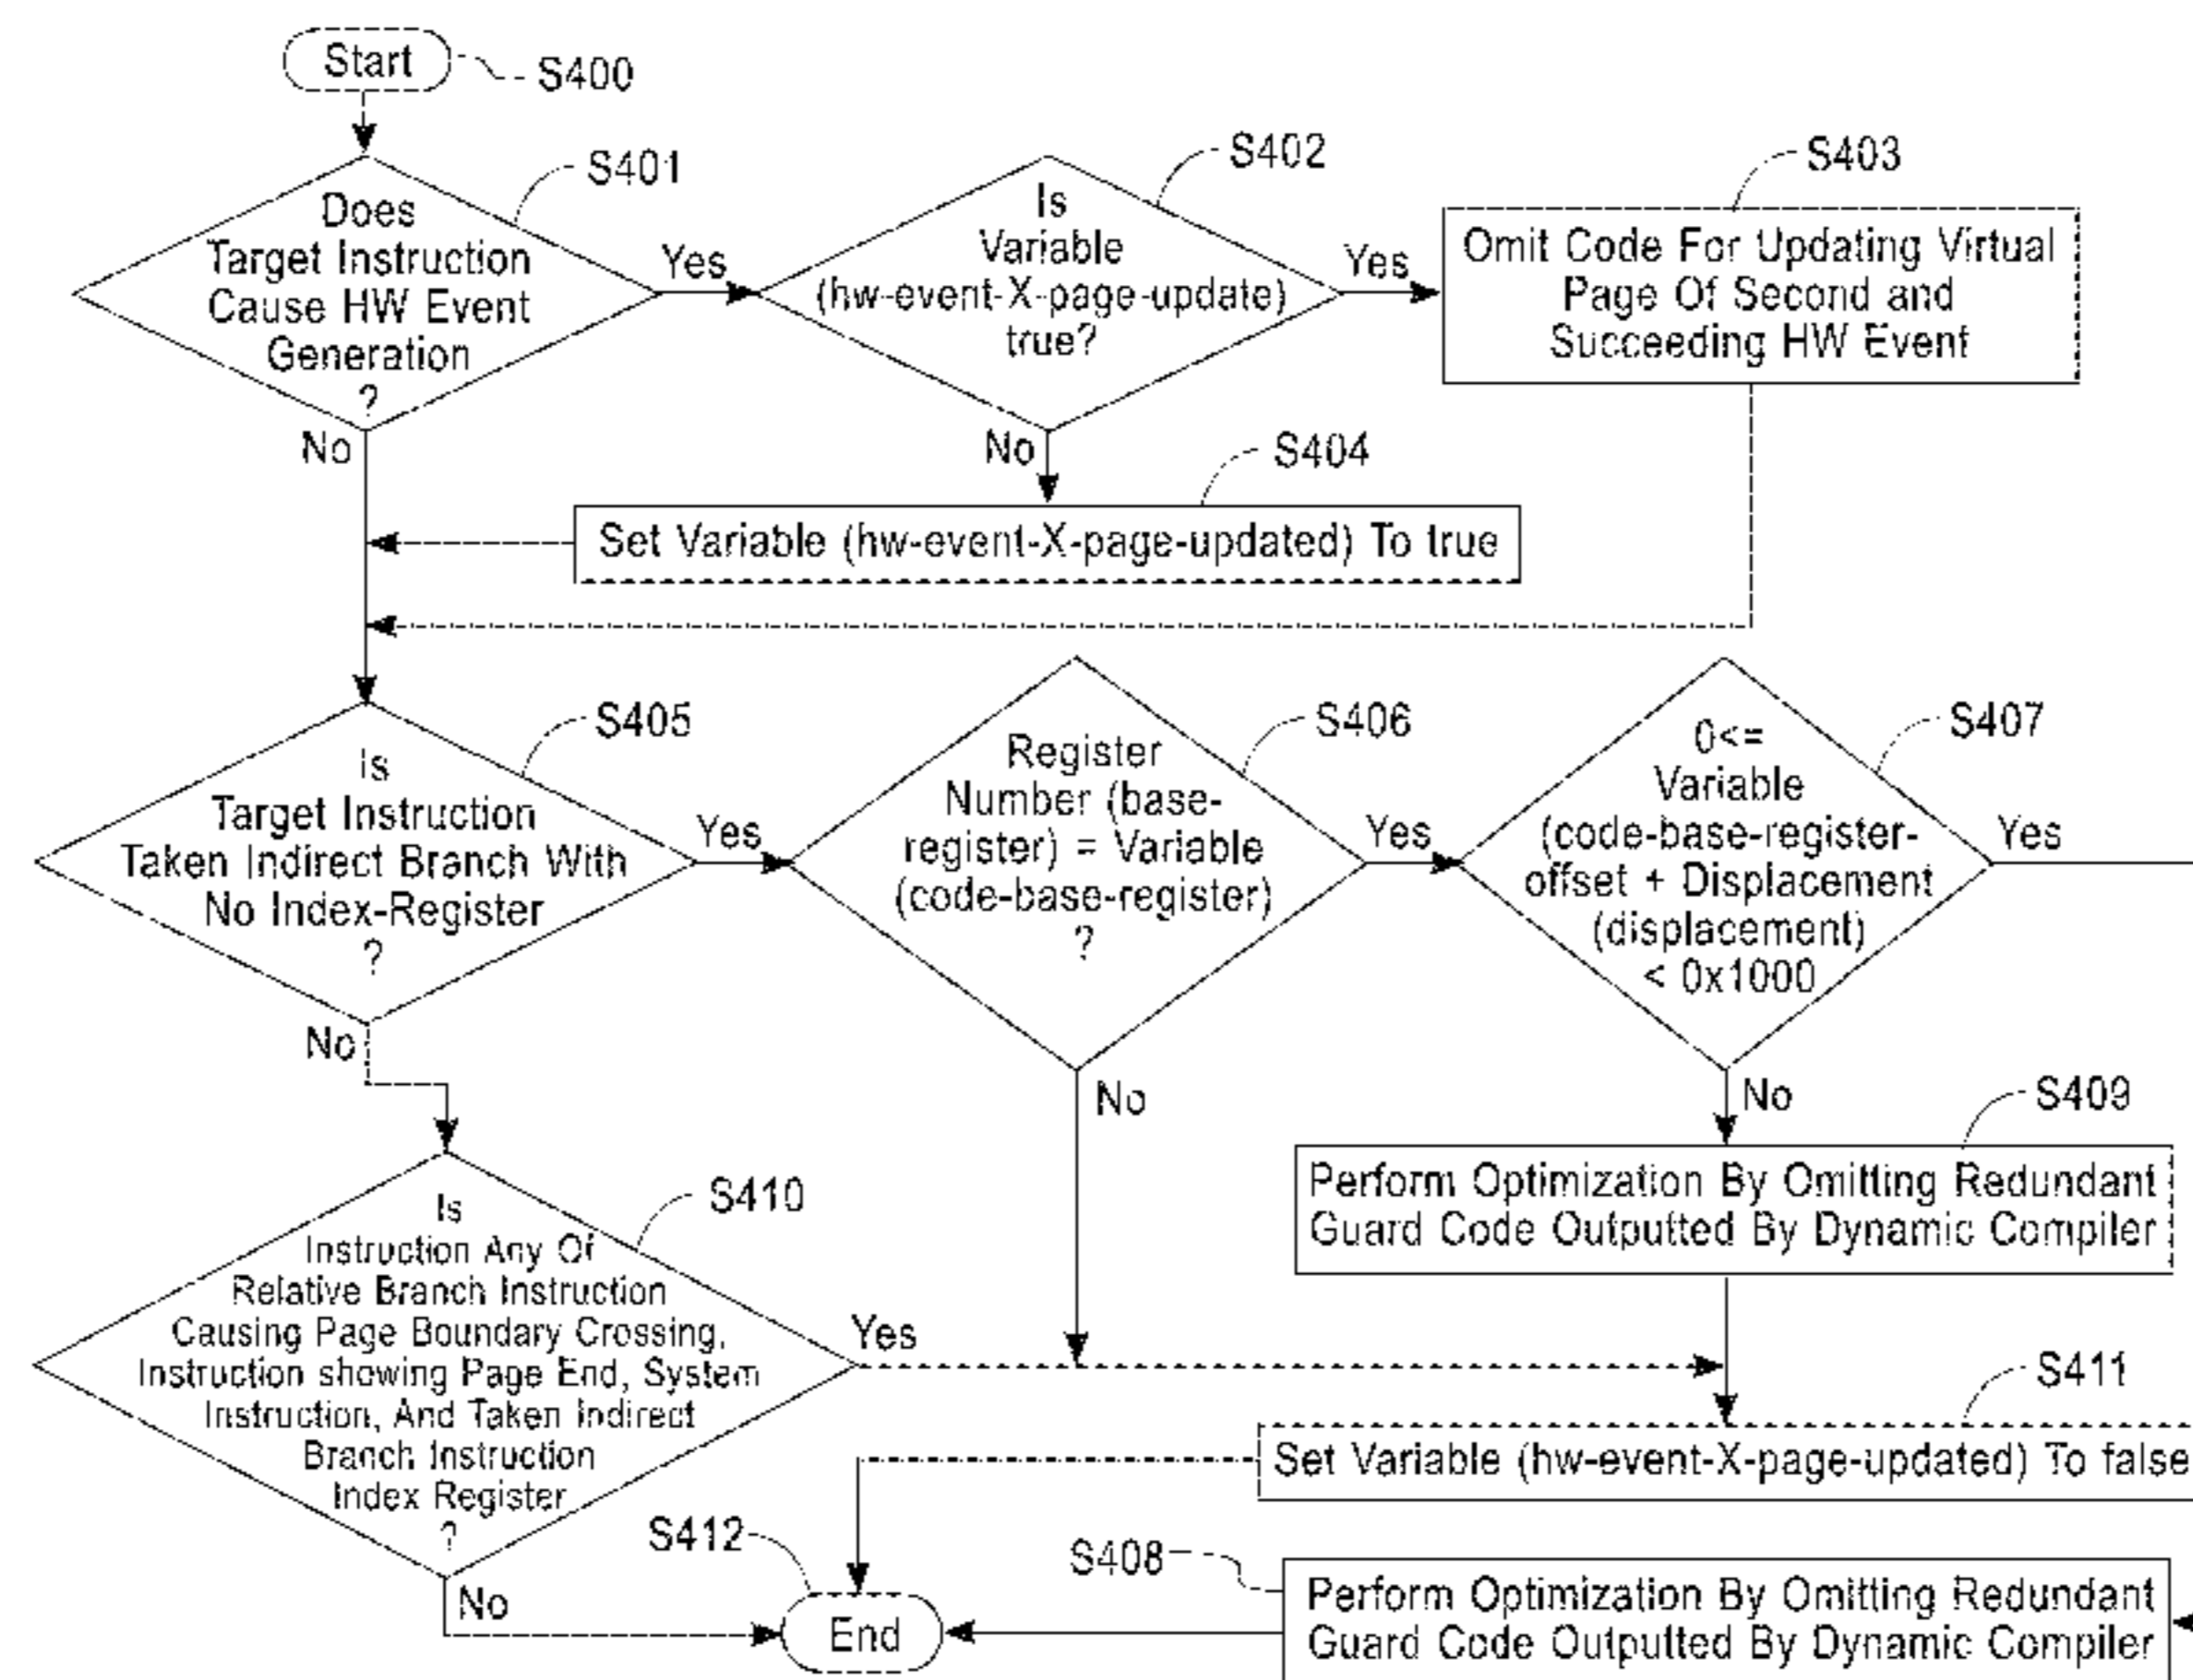 Start
S400
S401
Does
Target Instruction
Cause HW Event
Generation
?
Yes
No
S402
Is
Variable
(hw-event-X-page-update)
true?
Yes
No
S403
Omit Code For Updating Virtual
Page Of Second and
Succeeding HW Event
S404
Set Variable (hw-event-X-page-updated) To true
S405
Is
Target Instruction
Taken Indirect Branch With
No Index-Register
?
Yes
No
S406
Register
Number (base-
register) = Variable
(code-base-register)
?
Yes
No
S407
0<=
Variable
(code-base-register-
offset + Displacement
(displacement)
< 0x1000
Yes
No
S409
Perform Optimization By Omitting Redundant
Guard Code Outputted By Dynamic Compiler
S410
Is
Instruction Any Of
Relative Branch Instruction
Causing Page Boundary Crossing,
Instruction showing Page End, System
Instruction, And Taken Indirect
Branch Instruction
Index Register
?
Yes
No
S411
Set Variable (hw-event-X-page-updated) To false
S412
End
S408
Perform Optimization By Omitting Redundant
Guard Code Outputted By Dynamic Compiler